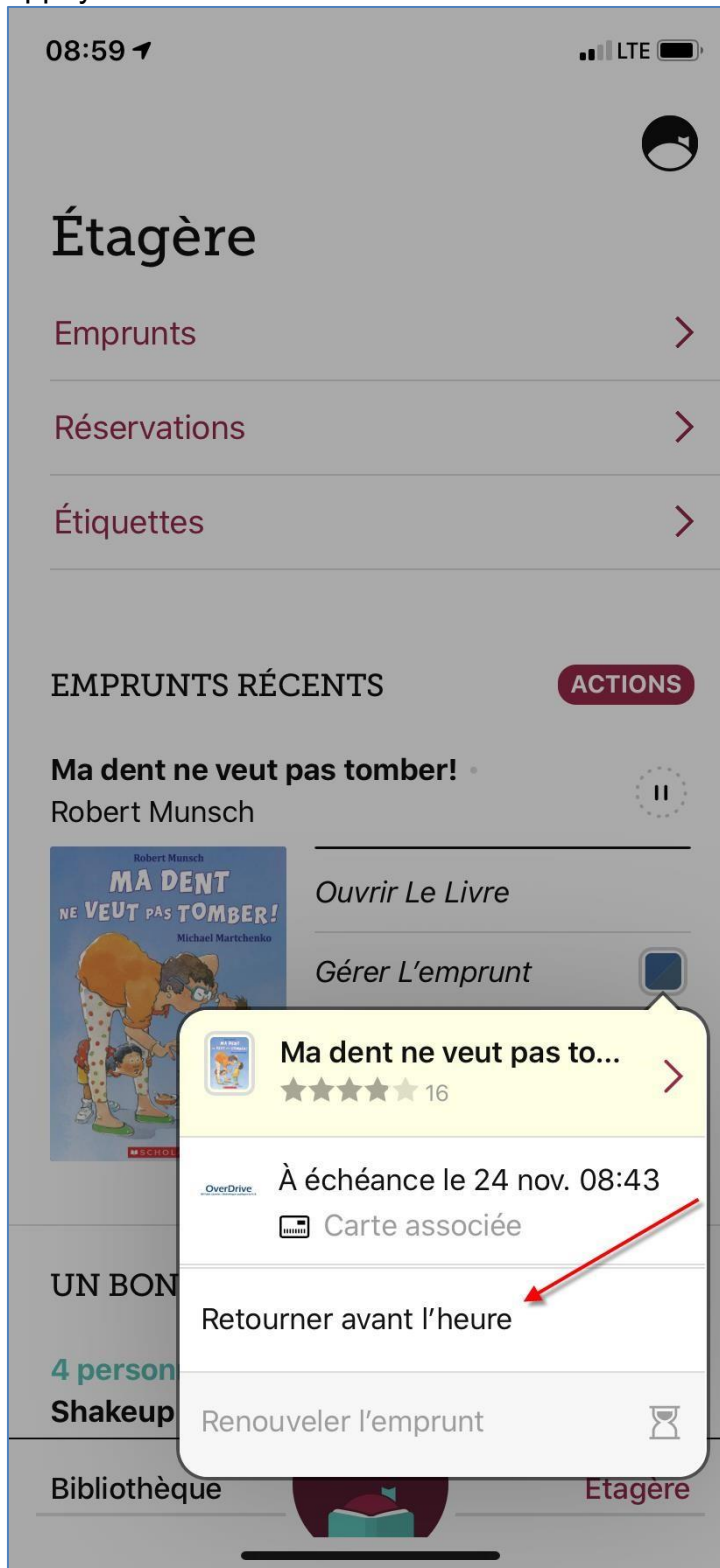 08:59
LTE
Étagère
Emprunts
Réservations
Étiquettes
EMPRUNTS RÉCENTS
ACTIONS
Ma dent ne veut pas tomber!
Robert Munsch
Robert Munsch
MA DENT
NE VEUT PAS TOMBER!
Michael Martchenko
Ouvrir Le Livre
Gérer L’emprunt
Ma dent ne veut pas to...
16
OverDrive
À échéance le 24 nov. 08:43
Carte associée
Retourner avant l’heure
Renouveler l’emprunt
UN BON
4 person
Shakeup
Bibliothèque
Étagère